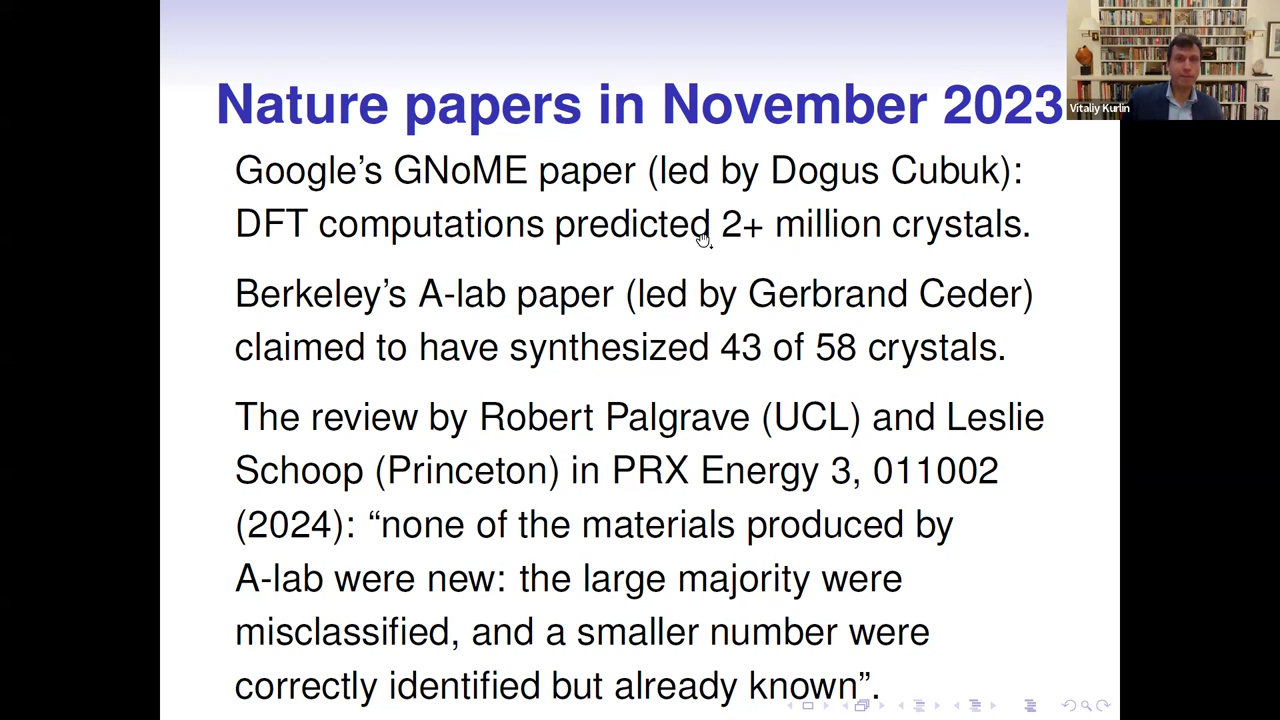 Nature papers in November 2023
Vitaliy Kurlin
Google's GNoME paper (led by Dogus Cubuk):
DFT computations predicted 2+ million crystals.
Berkeley's A-lab paper (led by Gerbrand Ceder)
claimed to have synthesized 43 of 58 crystals.
The review by Robert Palgrave (UCL) and Leslie
Schoop (Princeton) in PRX Energy 3, 011002
(2024): “none of the materials produced by
A-lab were new: the large majority were
misclassified, and a smaller number were
correctly identified but already known”.